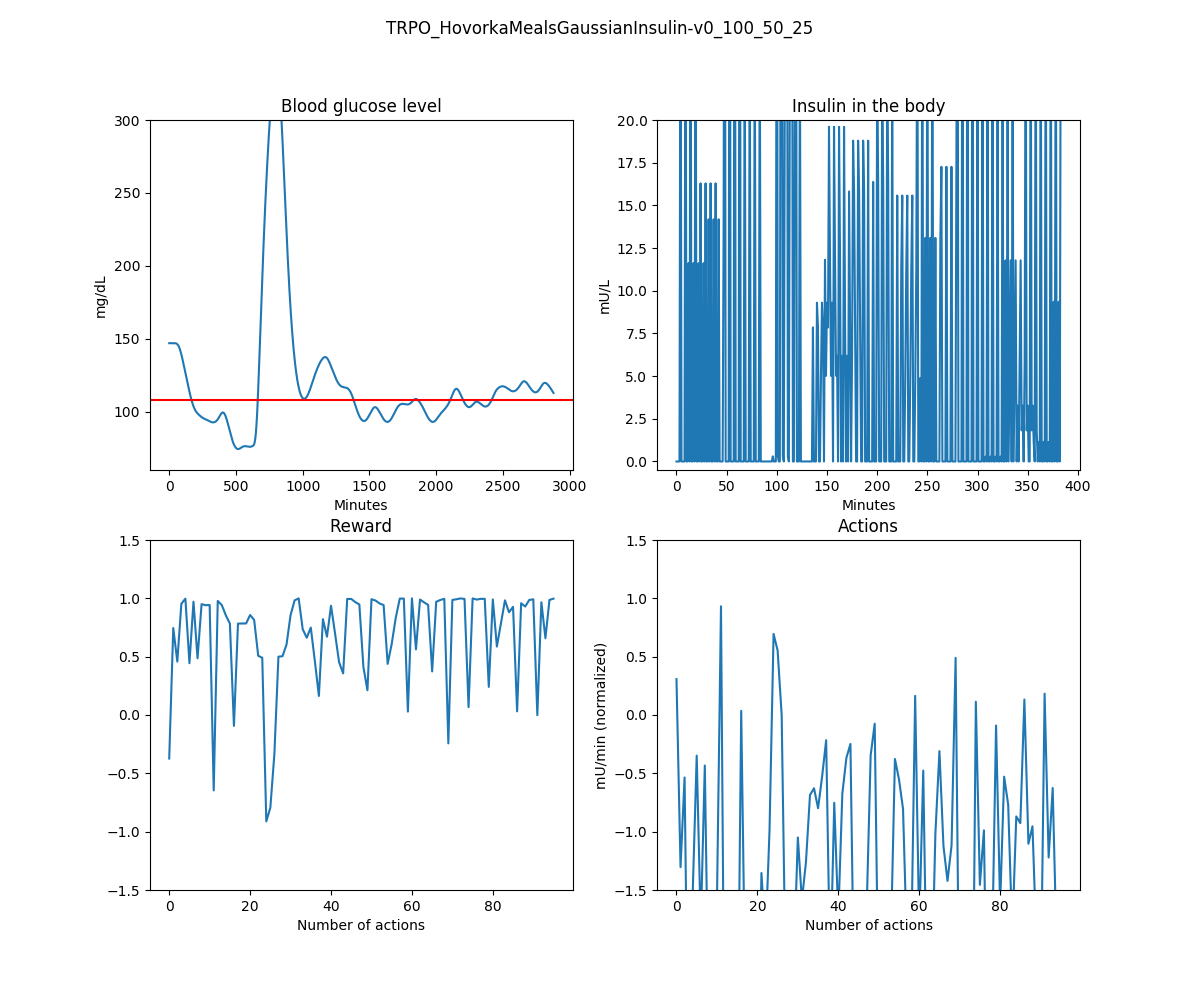 TRPO_HovorkaMealsGaussianInsulin-v0_100_50_25
Blood glucose level
300
250
200
150
100
mg/dL
0 500 1000 1500 2000 2500 3000
Minutes
Insulin in the body
20.0
17.5
15.0
12.5
10.0
7.5
5.0
2.5
0.0
mU/L
0 50 100 150 200 250 300 350 400
Minutes
Reward
1.5
1.0
0.5
0.0
−0.5
−1.0
−1.5
0 20 40 60 80
Number of actions
Actions
1.5
1.0
0.5
0.0
−0.5
−1.0
−1.5
mU/min (normalized)
0 20 40 60 80
Number of actions